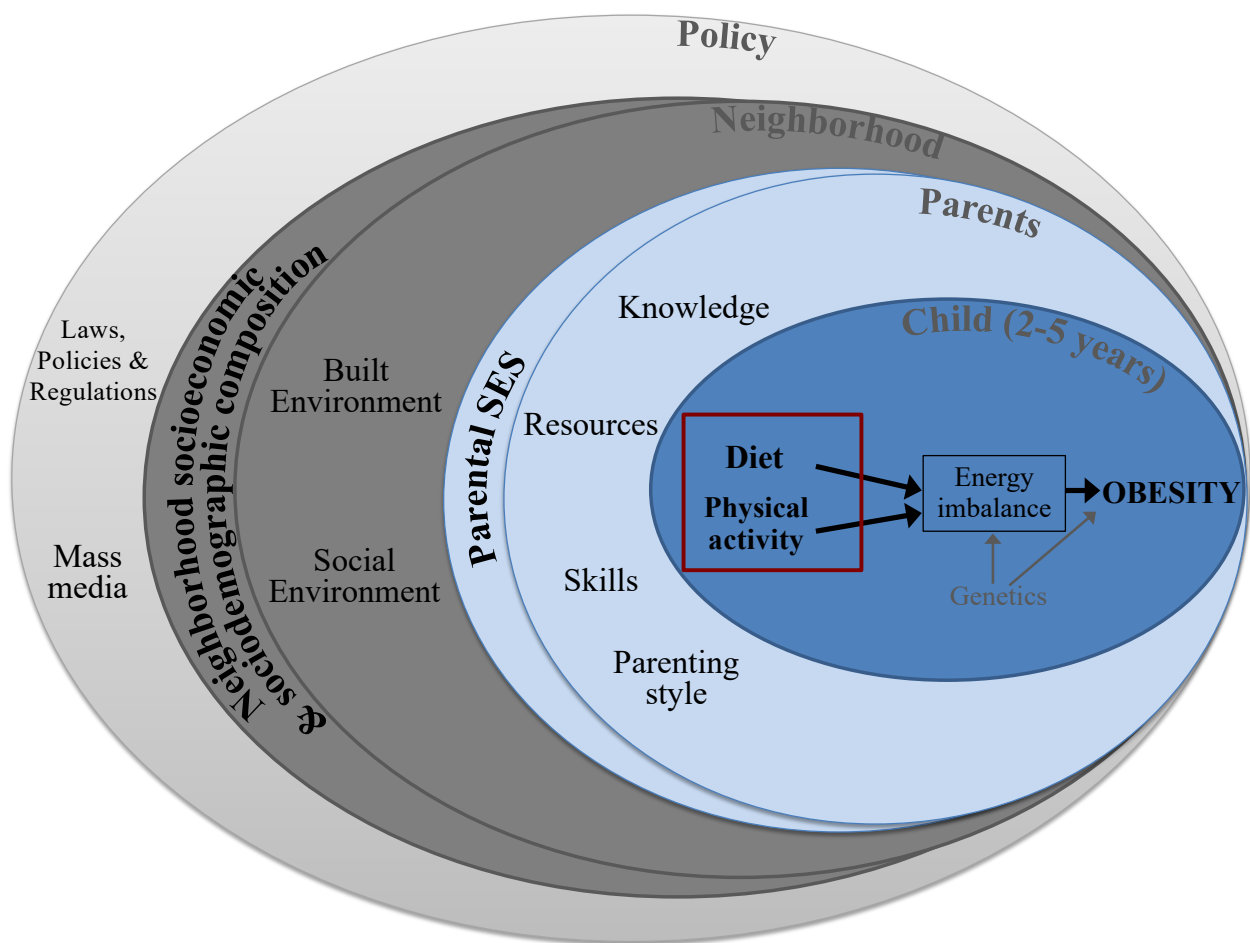 Policy
Neighborhood
Parents
Child (2-5 years)
Laws,
Policies &
Regulations
Mass
media
Neighborhood socioeconomic
& sociodemographic composition
Built
Environment
Social
Environment
Parental SES
Knowledge
Resources
Skills
Parenting
style
Diet
Physical
activity
Energy
imbalance
OBESITY
Genetics